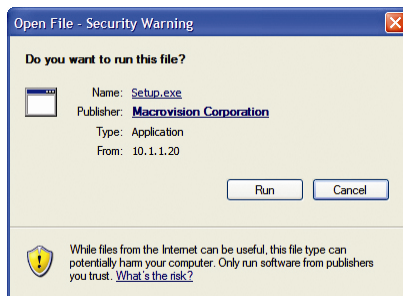 Open File - Security Warning
Do you want to run this file?
Name: Setup.exe
Publisher: Macrovision Corporation
Type: Application
From: 10.1.1.20
Run Cancel
While files from the Internet can be useful, this file type can
potentially harm your computer. Only run software from publishers
you trust. What's the risk?